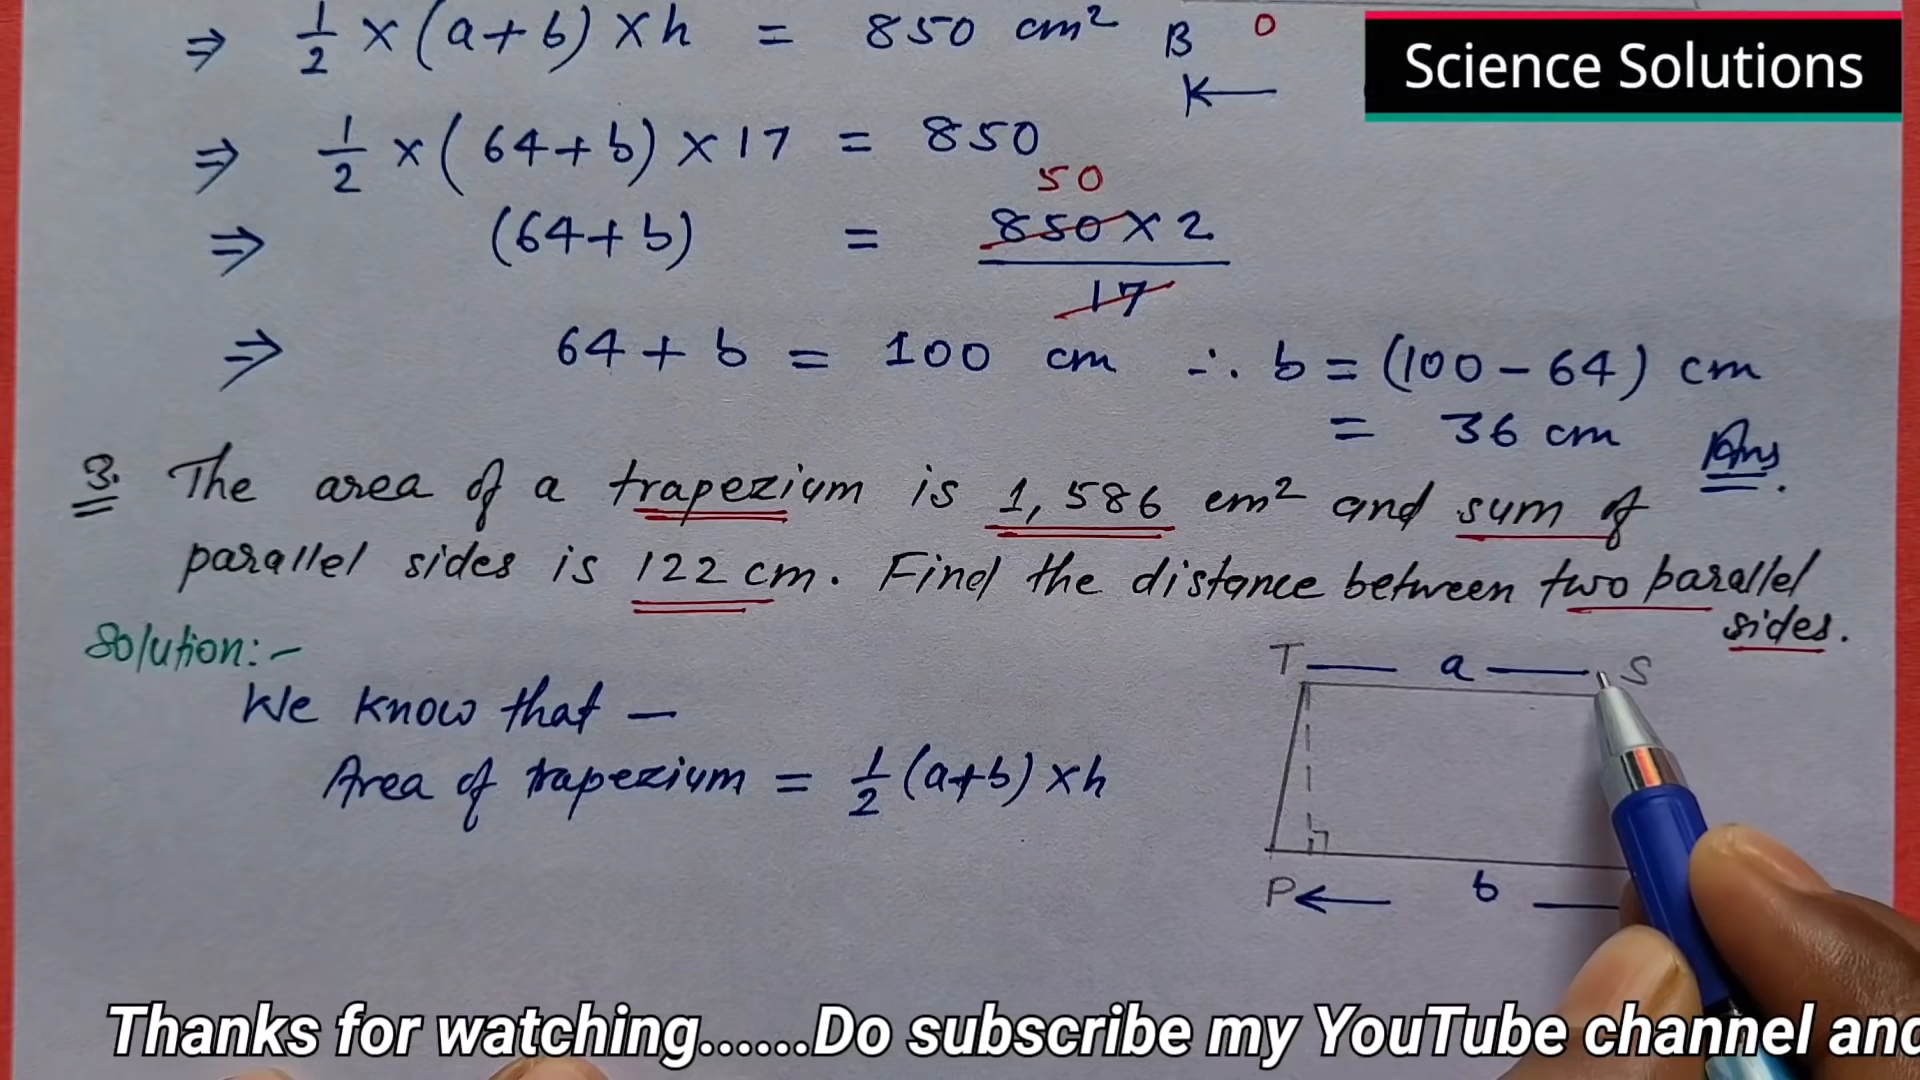 ⇒ 1/2 × (a + b) × h = 850 cm² B 0
Science Solutions
⇒ 1/2 × (64 + b) × 17 = 850
50
⇒ (64 + b) = 850 × 2 / 17
⇒ 64 + b = 100 cm ∴ b = (100 - 64) cm
= 36 cm Ans.
3. The area of a trapezium is 1,586 cm² and sum of
parallel sides is 122 cm. Find the distance between two parallel
sides.
Solution:-
T — a — S
We know that —
Area of trapezium = 1/2 (a+b) × h
P ← b —
Thanks for watching......Do subscribe my YouTube channel and